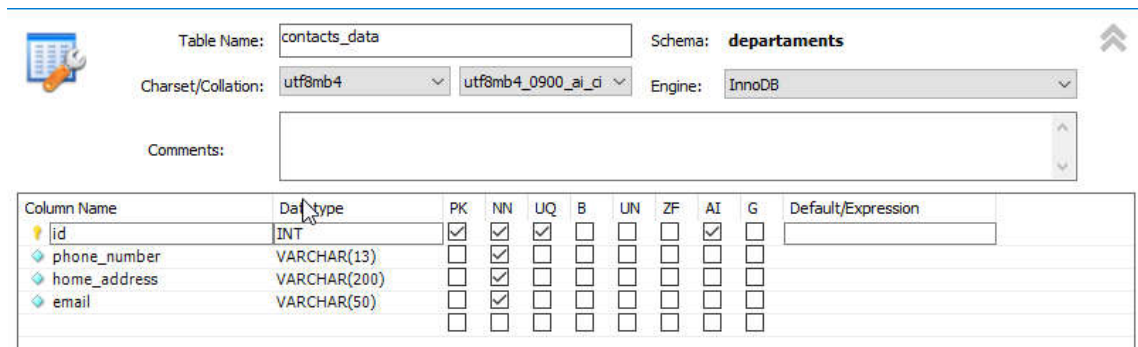 Table Name: contacts_data Schema: departaments
Charset/Collation: utf8mb4 utf8mb4_0900_ai_ci Engine: InnoDB
Comments:
Column Name Datatype PK NN UQ B UN ZF AI G Default/Expression
id INT
phone_number VARCHAR(13)
home_address VARCHAR(200)
email VARCHAR(50)